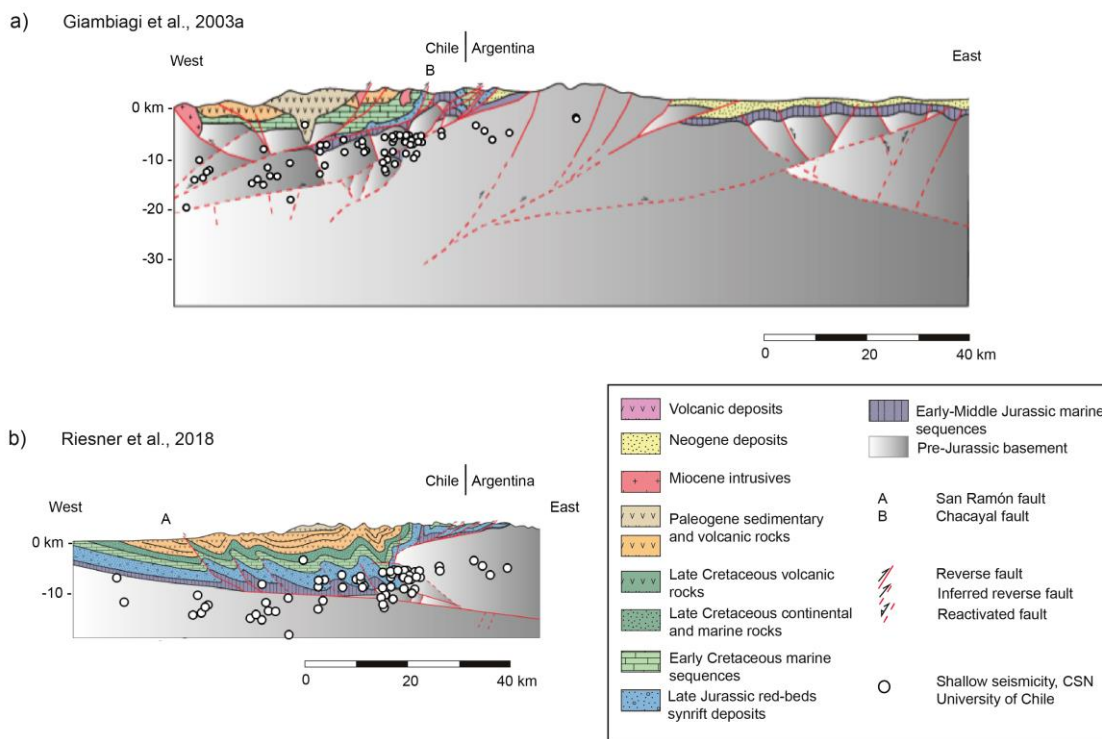 a) Giambiagi et al., 2003a
Chile | Argentina
West
B
East
0 km
-10
-20
-30
0 20 40 km
b) Riesner et al., 2018
Chile | Argentina
West
A
East
0 km
-10
0 20 40 km
Volcanic deposits
Neogene deposits
Miocene intrusives
Paleogene sedimentary
and volcanic rocks
Late Cretaceous volcanic
rocks
Late Cretaceous continental
and marine rocks
Early Cretaceous marine
sequences
Late Jurassic red-beds
synrift deposits
Early-Middle Jurassic marine
sequences
Pre-Jurassic basement
A San Ramón fault
B Chacayal fault
Reverse fault
Inferred reverse fault
Reactivated fault
Shallow seismicity, CSN
University of Chile